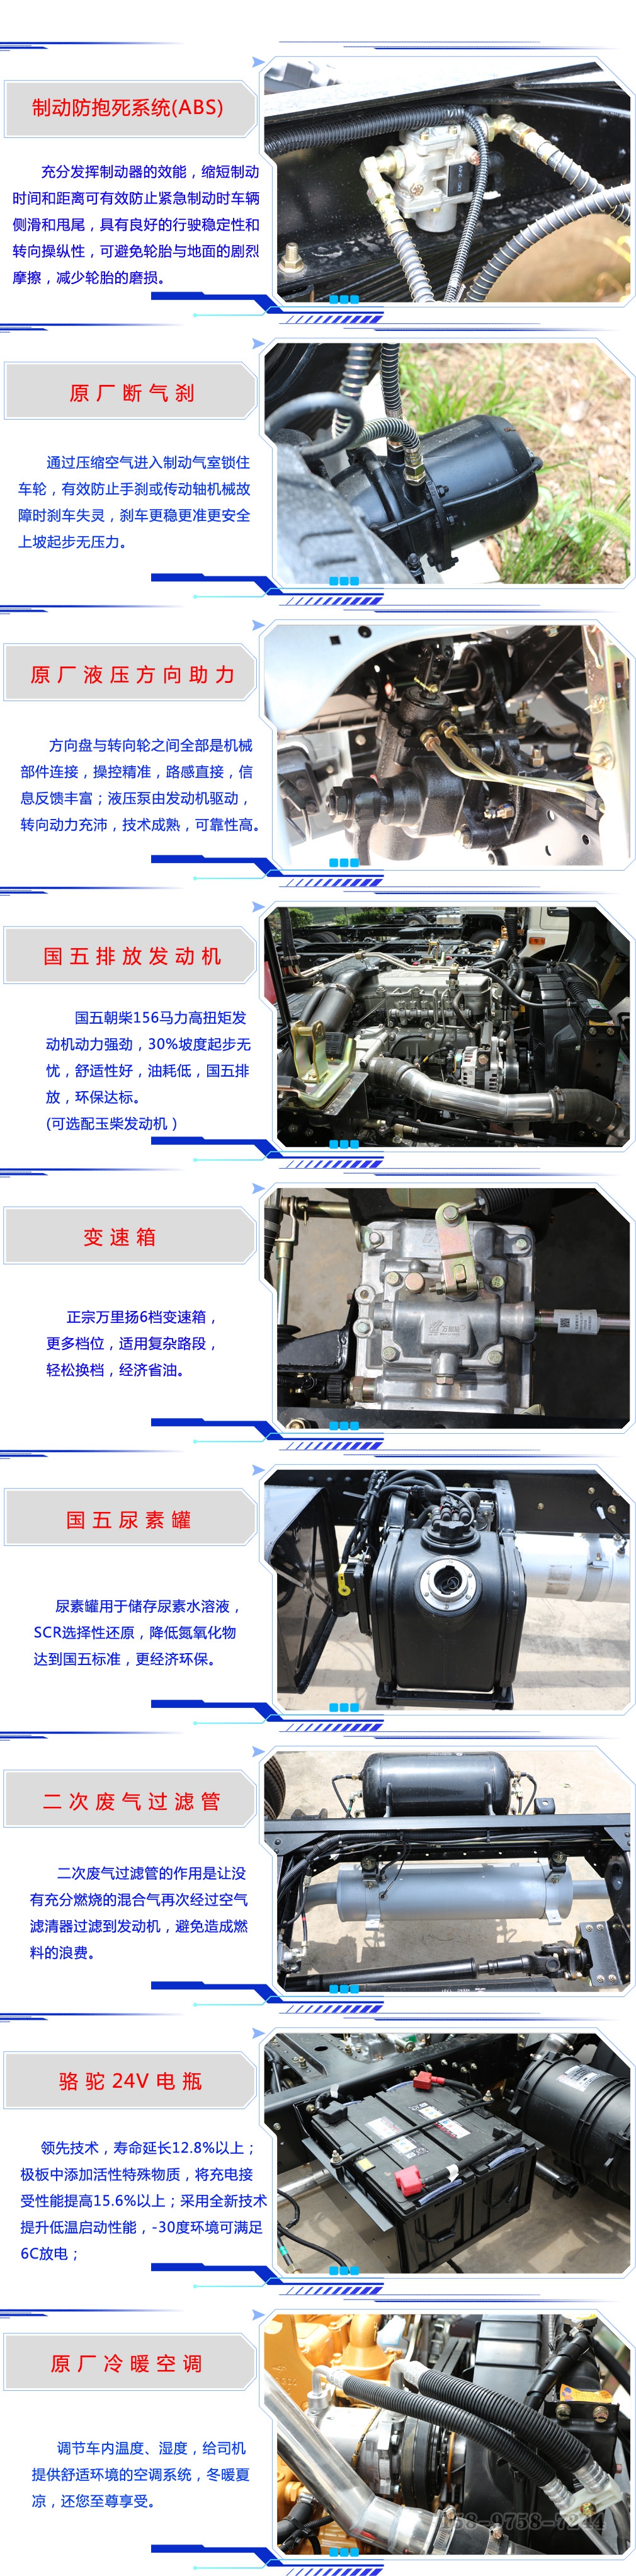 制动防抱死系统(ABS)
充分发挥制动器的效能，缩短制动
时间和距离可有效防止紧急制动时车辆
侧滑和甩尾，具有良好的行驶稳定性和
转向操纵性，可避免轮胎与地面的剧烈
摩擦，减少轮胎的磨损。
原厂断气刹
通过压缩空气进入制动气室锁住
车轮，有效防止手刹或传动轴机械故
障时刹车失灵，刹车更稳更准更安全
上坡起步无压力。
原厂液压方向助力
方向盘与转向轮之间全部是机械
部件连接，操控精准，路感直接，信
息反馈丰富；液压泵由发动机驱动，
转向动力充沛，技术成熟，可靠性高。
国五排放发动机
国五朝柴156马力高扭矩发
动机动力强劲，30%坡度起步无
忧，舒适性好，油耗低，国五排
放，环保达标。
(可选配玉柴发动机）
变速箱
正宗万里扬6档变速箱，
更多档位，适用复杂路段，
轻松换档，经济省油。
国五尿素罐
尿素罐用于储存尿素水溶液，
SCR选择性还原，降低氮氧化物
达到国五标准，更经济环保。
二次废气过滤管
二次废气过滤管的作用是让没
有充分燃烧的混合气再次经过空气
滤清器过滤到发动机，避免造成燃
料的浪费。
骆驼24V电瓶
领先技术，寿命延长12.8%以上；
极板中添加活性特殊物质，将充电接
受性能提高15.6%以上；采用全新技术
提升低温启动性能，-30度环境可满足
6C放电；
原厂冷暖空调
调节车内温度、湿度，给司机
提供舒适环境的空调系统，冬暖夏
凉，还您至尊享受。
158-9758-7244